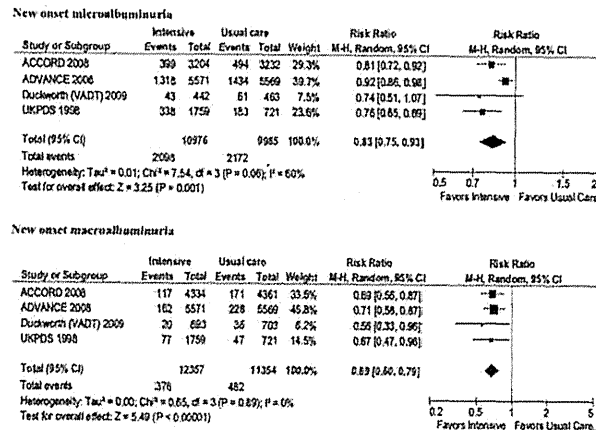 New onset microalbuminuria
Intensive Usual care Risk Ratio Risk Ratio
Study or Subgroup Events Total Events Total Weight M-H, Random, 95% CI M-H, Random, 95% CI
ACCORD 2008 399 3204 494 3232 29.3% 0.81 [0.72, 0.92]
ADVANCE 2008 1318 5571 1434 5569 39.7% 0.92 [0.86, 0.98]
Duckworth (VADT) 2009 43 442 61 463 7.5% 0.74 [0.51, 1.07]
UKPDS 1998 338 1759 183 721 23.6% 0.76 [0.65, 0.89]
Total (95% CI) 10976 9985 100.0% 0.83 [0.75, 0.93]
Total events 2098 2172
Heterogeneity: Tau² = 0.01; Chi² = 7.54, df = 3 (P = 0.06); I² = 60%
Test for overall effect: Z = 3.25 (P = 0.001)
0.5 0.7 1 1.5 2
Favors Intensive Favors Usual Care
New onset macroalbuminuria
Intensive Usual care Risk Ratio Risk Ratio
Study or Subgroup Events Total Events Total Weight M-H, Random, 95% CI M-H, Random, 95% CI
ACCORD 2008 117 4334 171 4361 33.5% 0.69 [0.55, 0.87]
ADVANCE 2008 162 5571 228 5569 45.8% 0.71 [0.58, 0.87]
Duckworth (VADT) 2009 20 693 36 703 6.2% 0.56 [0.33, 0.96]
UKPDS 1998 77 1759 47 721 14.5% 0.67 [0.47, 0.96]
Total (95% CI) 12357 11354 100.0% 0.69 [0.60, 0.79]
Total events 376 482
Heterogeneity: Tau² = 0.00; Chi² = 0.65, df = 3 (P = 0.89); I² = 0%
Test for overall effect: Z = 5.49 (P < 0.00001)
0.2 0.5 1 2 5
Favors Intensive Favors Usual Care